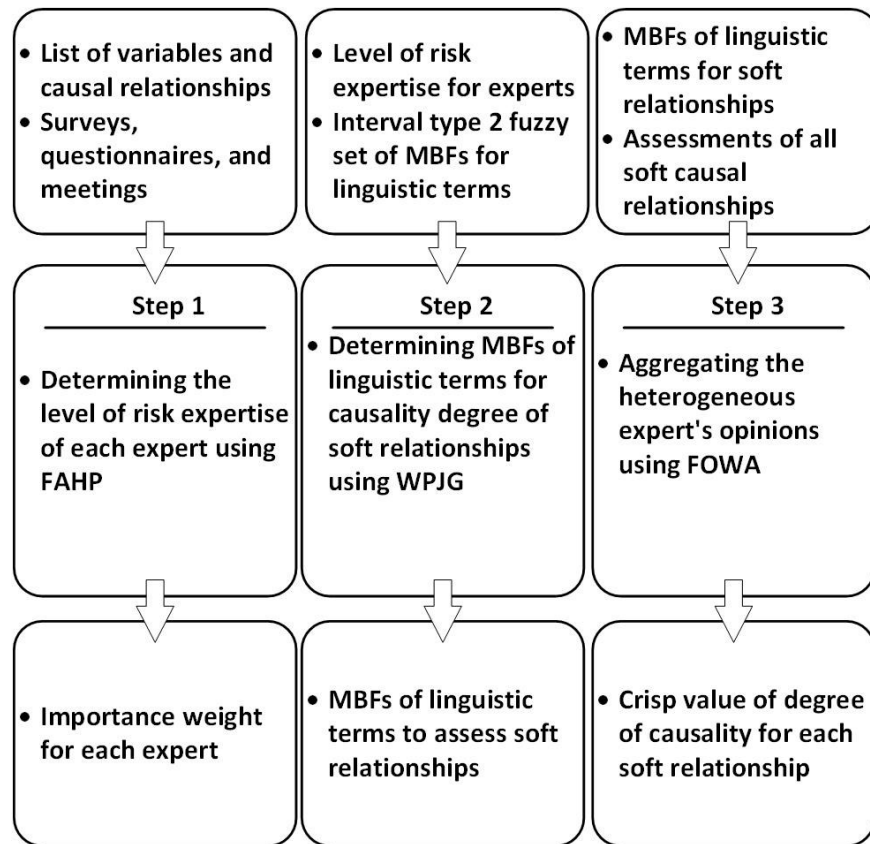 • List of variables and
causal relationships
• Surveys,
questionnaires, and
meetings
• Level of risk
expertise for experts
• Interval type 2 fuzzy
set of MBFs for
linguistic terms
• MBFs of linguistic
terms for soft
relationships
• Assessments of all
soft causal
relationships
Step 1
• Determining the
level of risk expertise
of each expert using
FAHP
Step 2
• Determining MBFs of
linguistic terms for
causality degree of
soft relationships
using WPJG
Step 3
• Aggregating the
heterogeneous
expert's opinions
using FOWA
• Importance weight
for each expert
• MBFs of linguistic
terms to assess soft
relationships
• Crisp value of degree
of causality for each
soft relationship